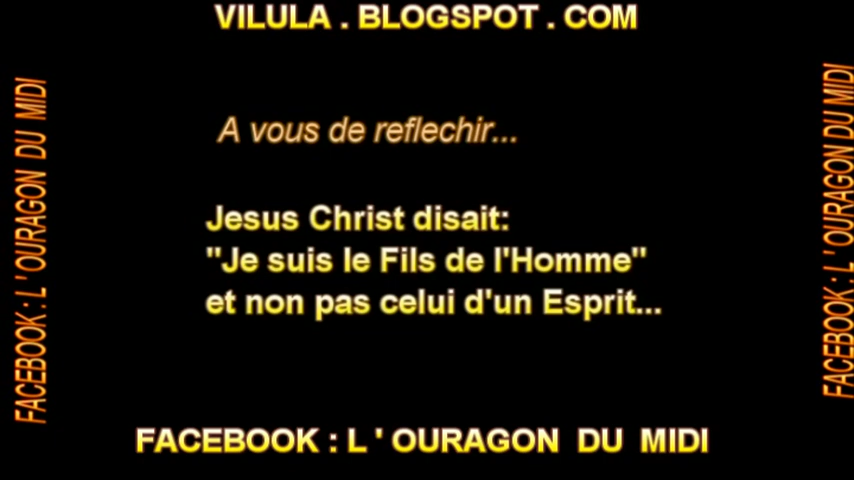 VILULA . BLOGSPOT . COM
FACEBOOK : L ' OURAGON DU MIDI
FACEBOOK : L ' OURAGON DU MIDI
A vous de reflechir...
Jesus Christ disait:
"Je suis le Fils de l'Homme"
et non pas celui d'un Esprit...
FACEBOOK : L ' OURAGON DU MIDI